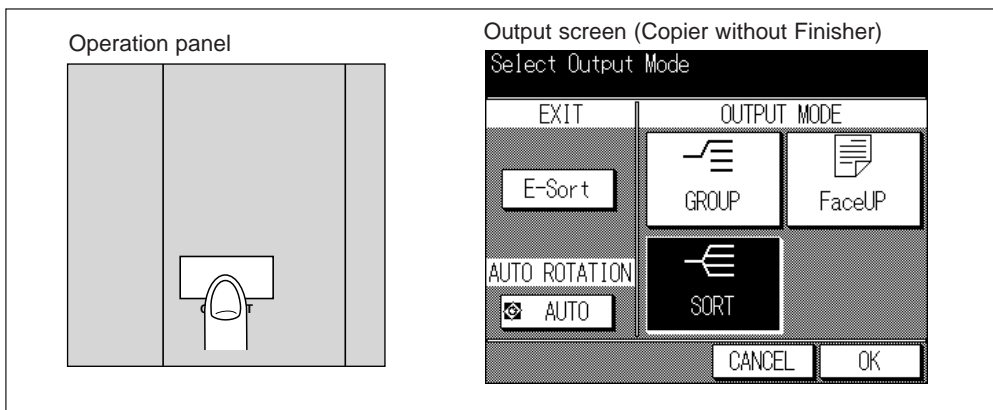 Operation panel
Output screen (Copier without Finisher)
Select Output Mode
EXIT
OUTPUT MODE
E-Sort
GROUP
FaceUP
AUTO ROTATION
AUTO
SORT
CANCEL
OK